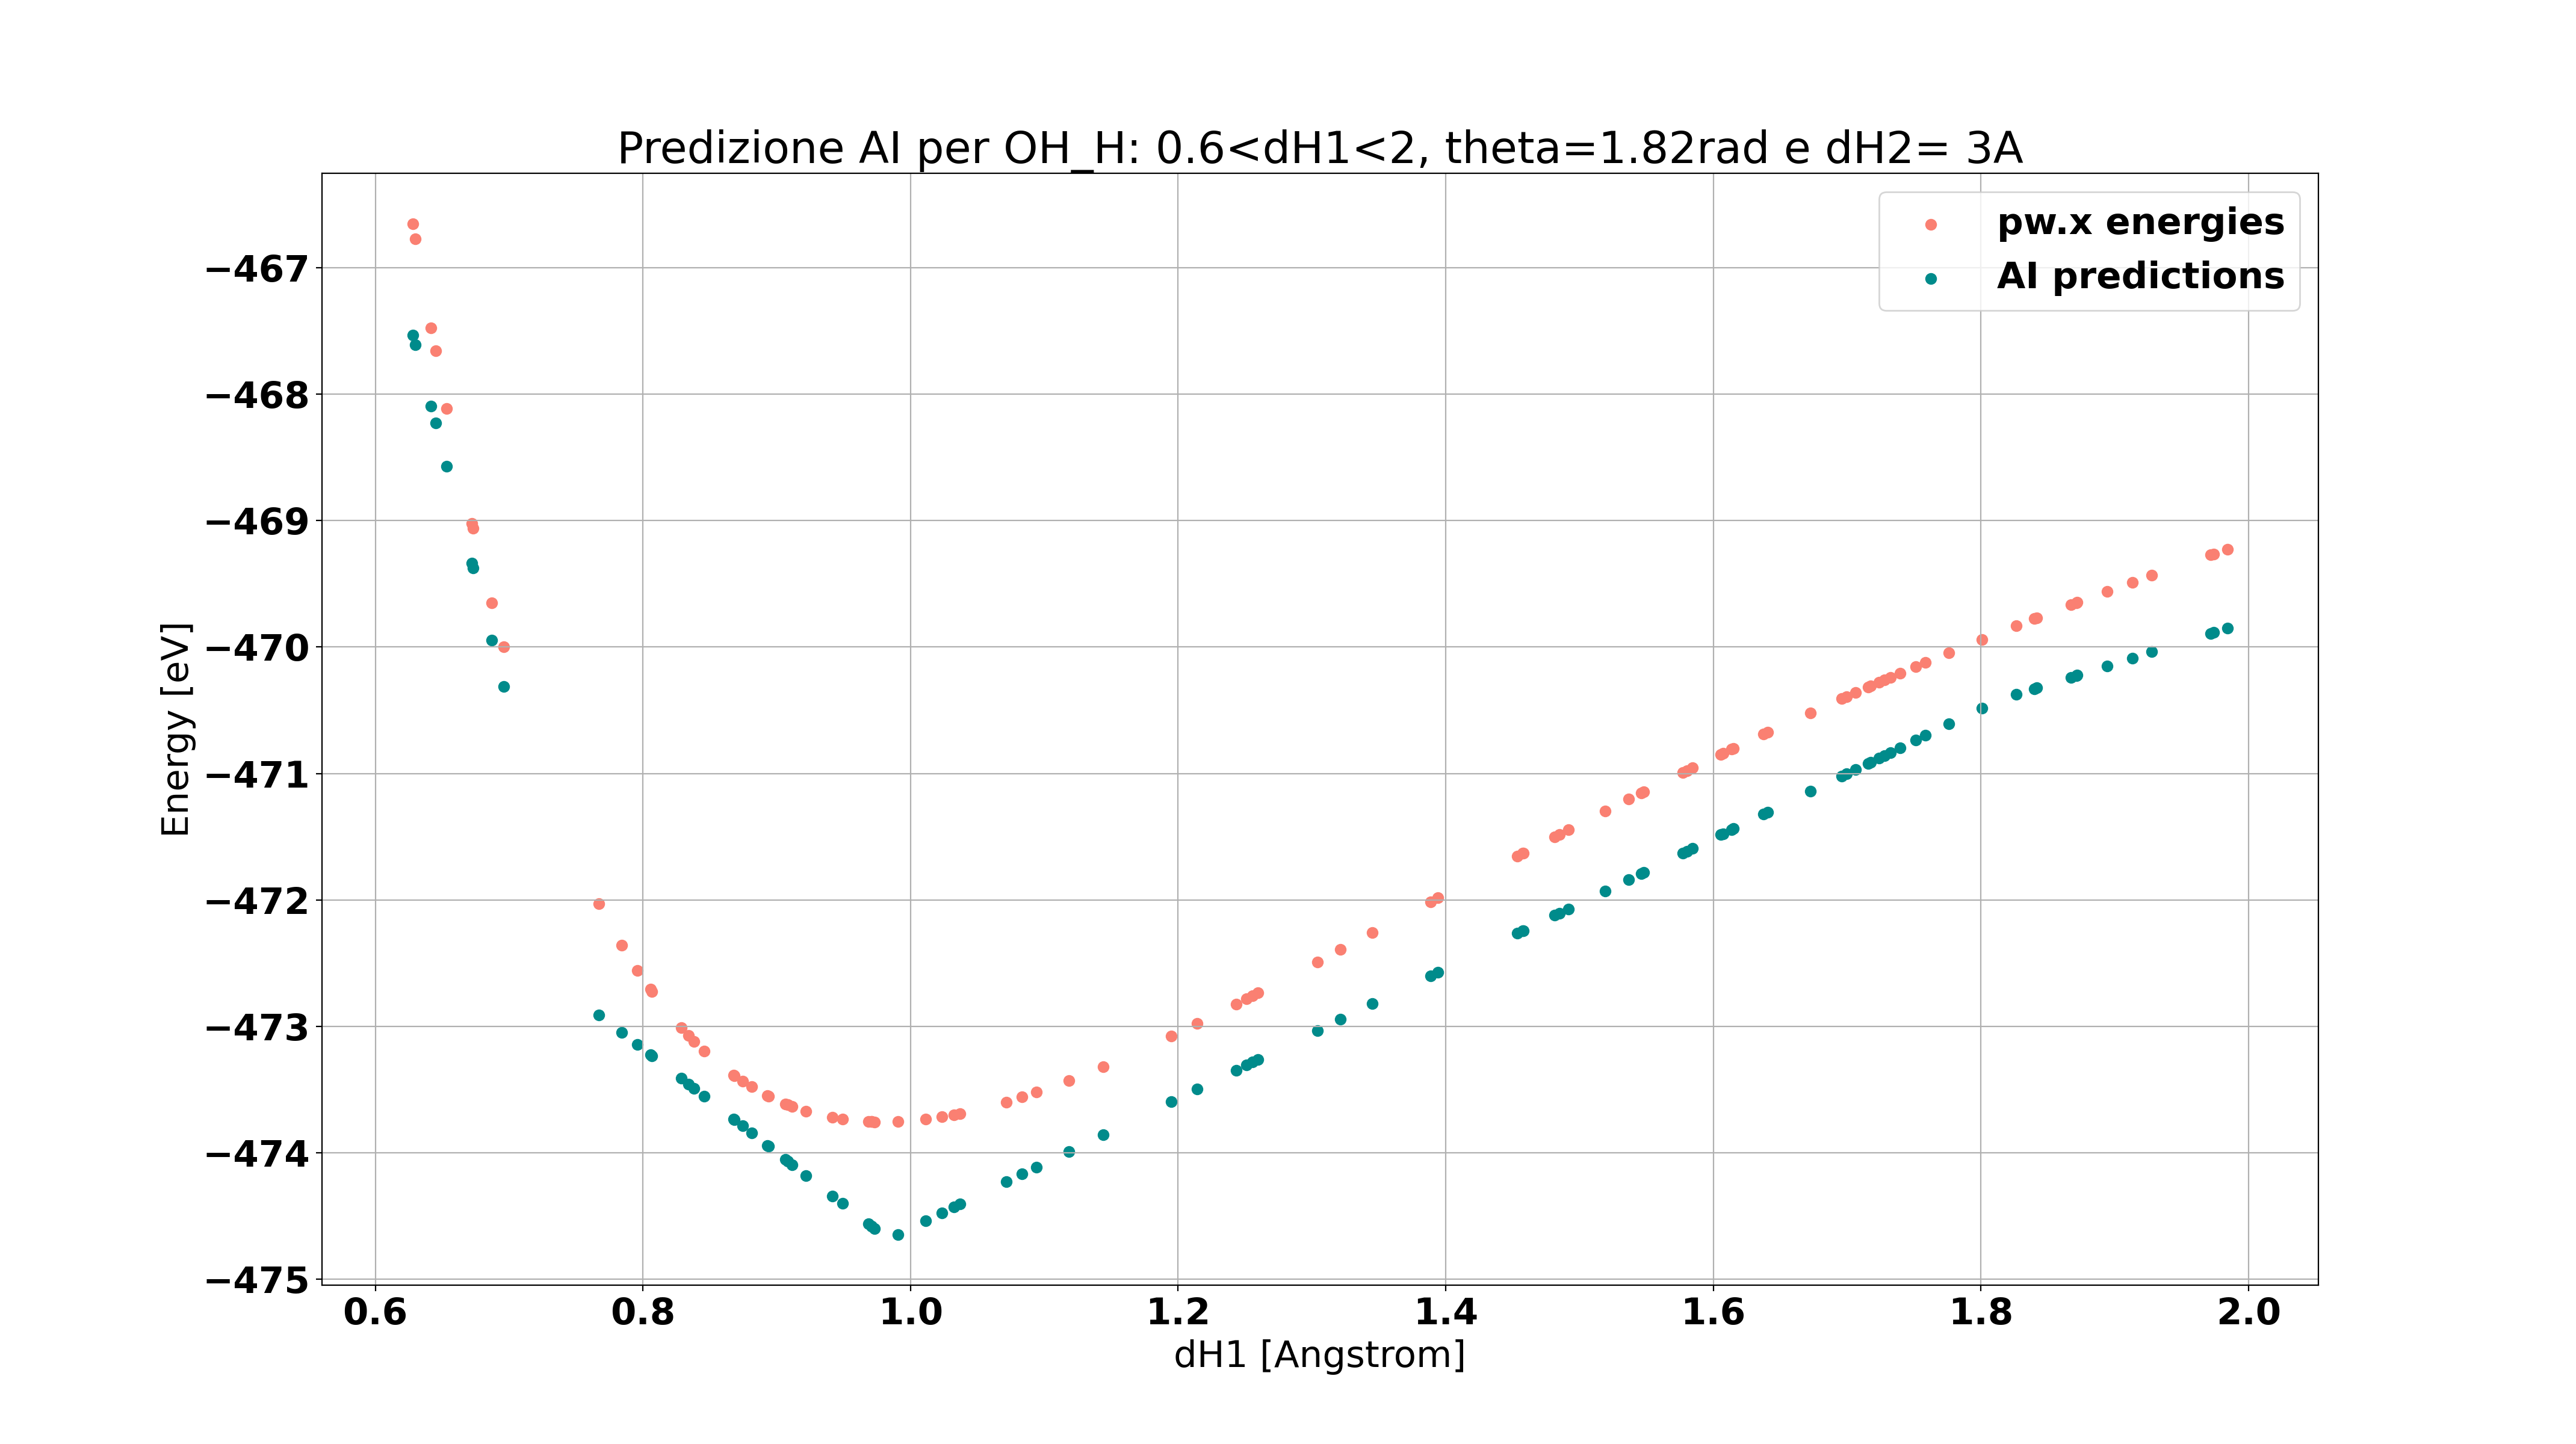 Predizione AI per OH_H: 0.6<dH1<2, theta=1.82rad e dH2= 3A
pw.x energies
AI predictions
−467
−468
−469
−470
−471
−472
−473
−474
−475
Energy [eV]
0.6 0.8 1.0 1.2 1.4 1.6 1.8 2.0
dH1 [Angstrom]